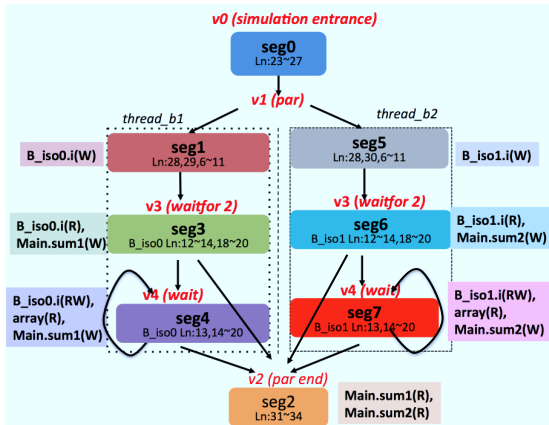 v0 (simulation entrance)
seg0
Ln:23~27
v1 (par)
thread_b1
thread_b2
B_iso0.i(W)
seg1
Ln:28,29,6~11
seg5
Ln:28,30,6~11
B_iso1.i(W)
v3 (waitfor 2)
v3 (waitfor 2)
B_iso0.i(R),
Main.sum1(W)
seg3
B_iso0 Ln:12~14,18~20
seg6
B_iso1 Ln:12~14,18~20
B_iso1.i(R),
Main.sum2(W)
v4 (wait)
v4 (wait)
B_iso0.i(RW),
array(R),
Main.sum1(W)
seg4
B_iso0 Ln:13,14~20
seg7
B_iso1 Ln:13,14~20
B_iso1.i(RW),
array(R),
Main.sum2(W)
v2 (par end)
seg2
Ln:31~34
Main.sum1(R),
Main.sum2(R)